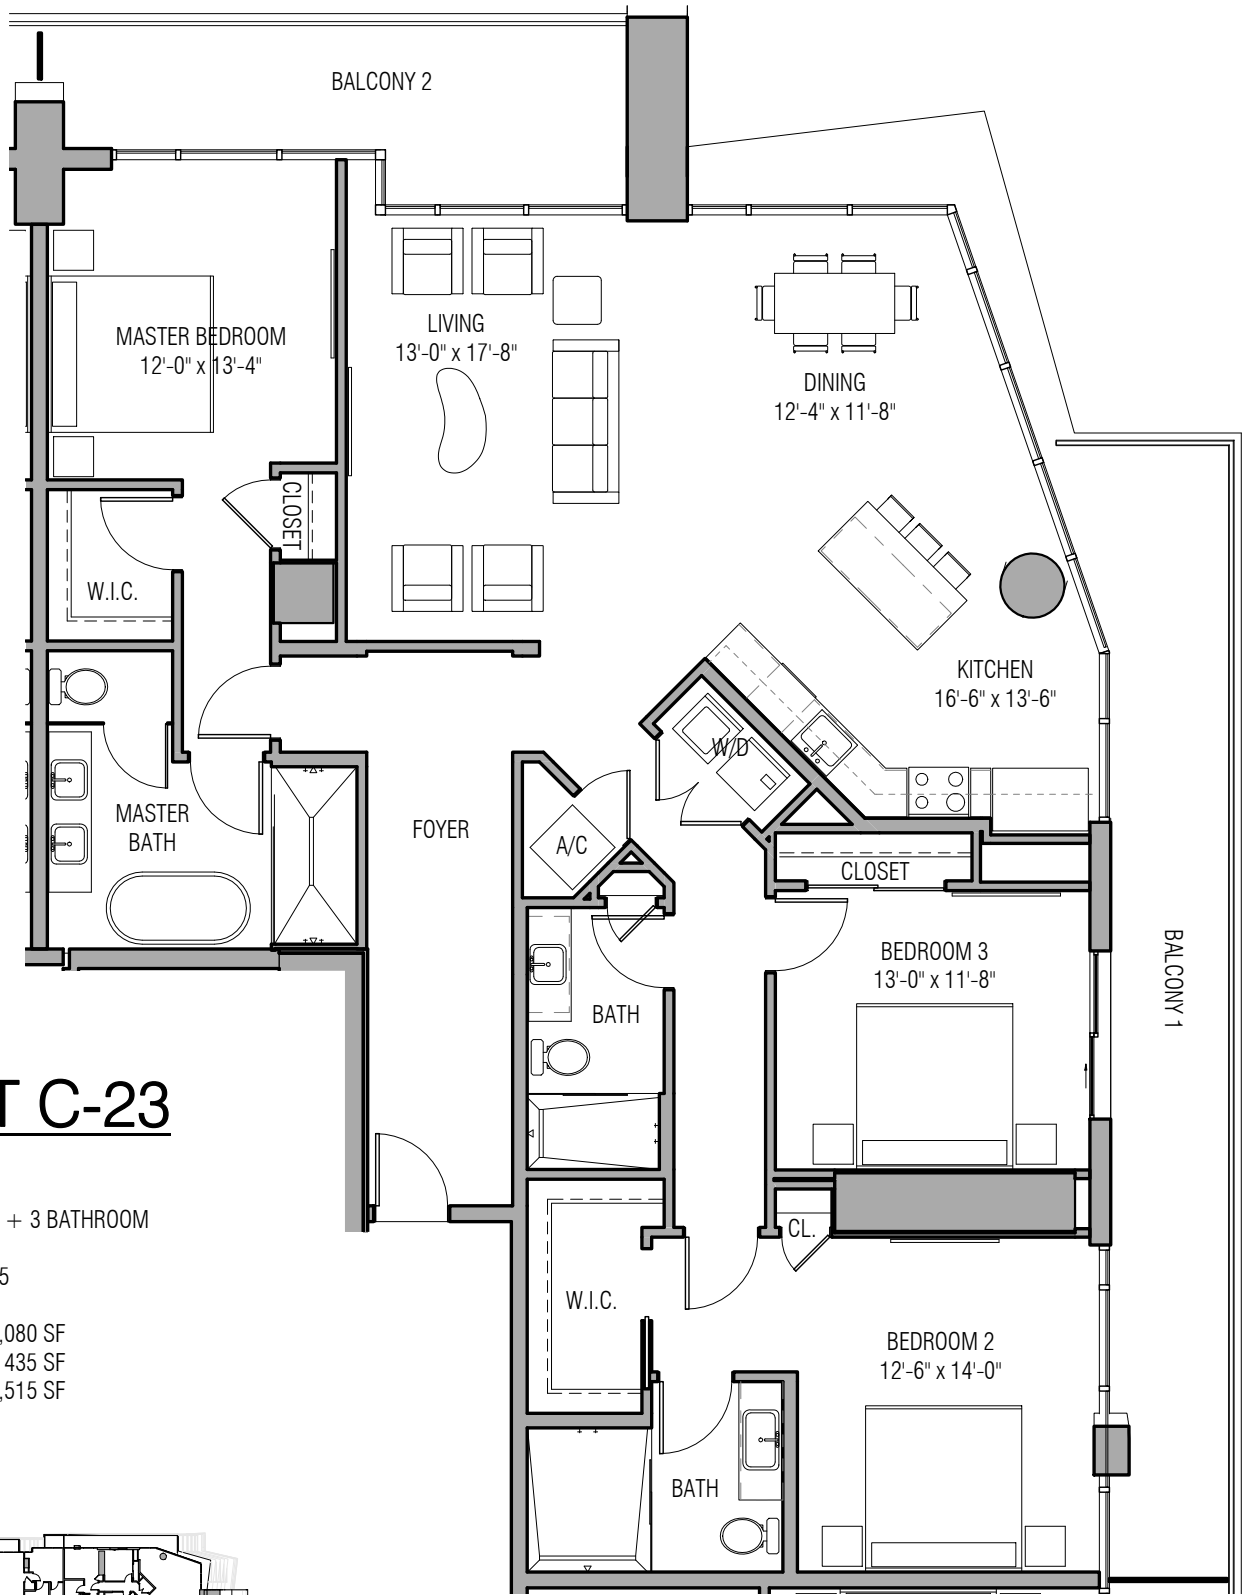 BALCONY 2
MASTER BEDROOM
12'-0" x 13'-4"
LIVING
13'-0" x 17'-8"
DINING
12'-4" x 11'-8"
CLOSET
W.I.C.
KITCHEN
16'-6" x 13'-6"
W/D
MASTER
BATH
FOYER
A/C
CLOSET
BEDROOM 3
13'-0" x 11'-8"
BALCONY 1
BATH
C-23
+ 3 BATHROOM
CL.
5
,080 SF
435 SF
,515 SF
W.I.C.
BEDROOM 2
12'-6" x 14'-0"
BATH